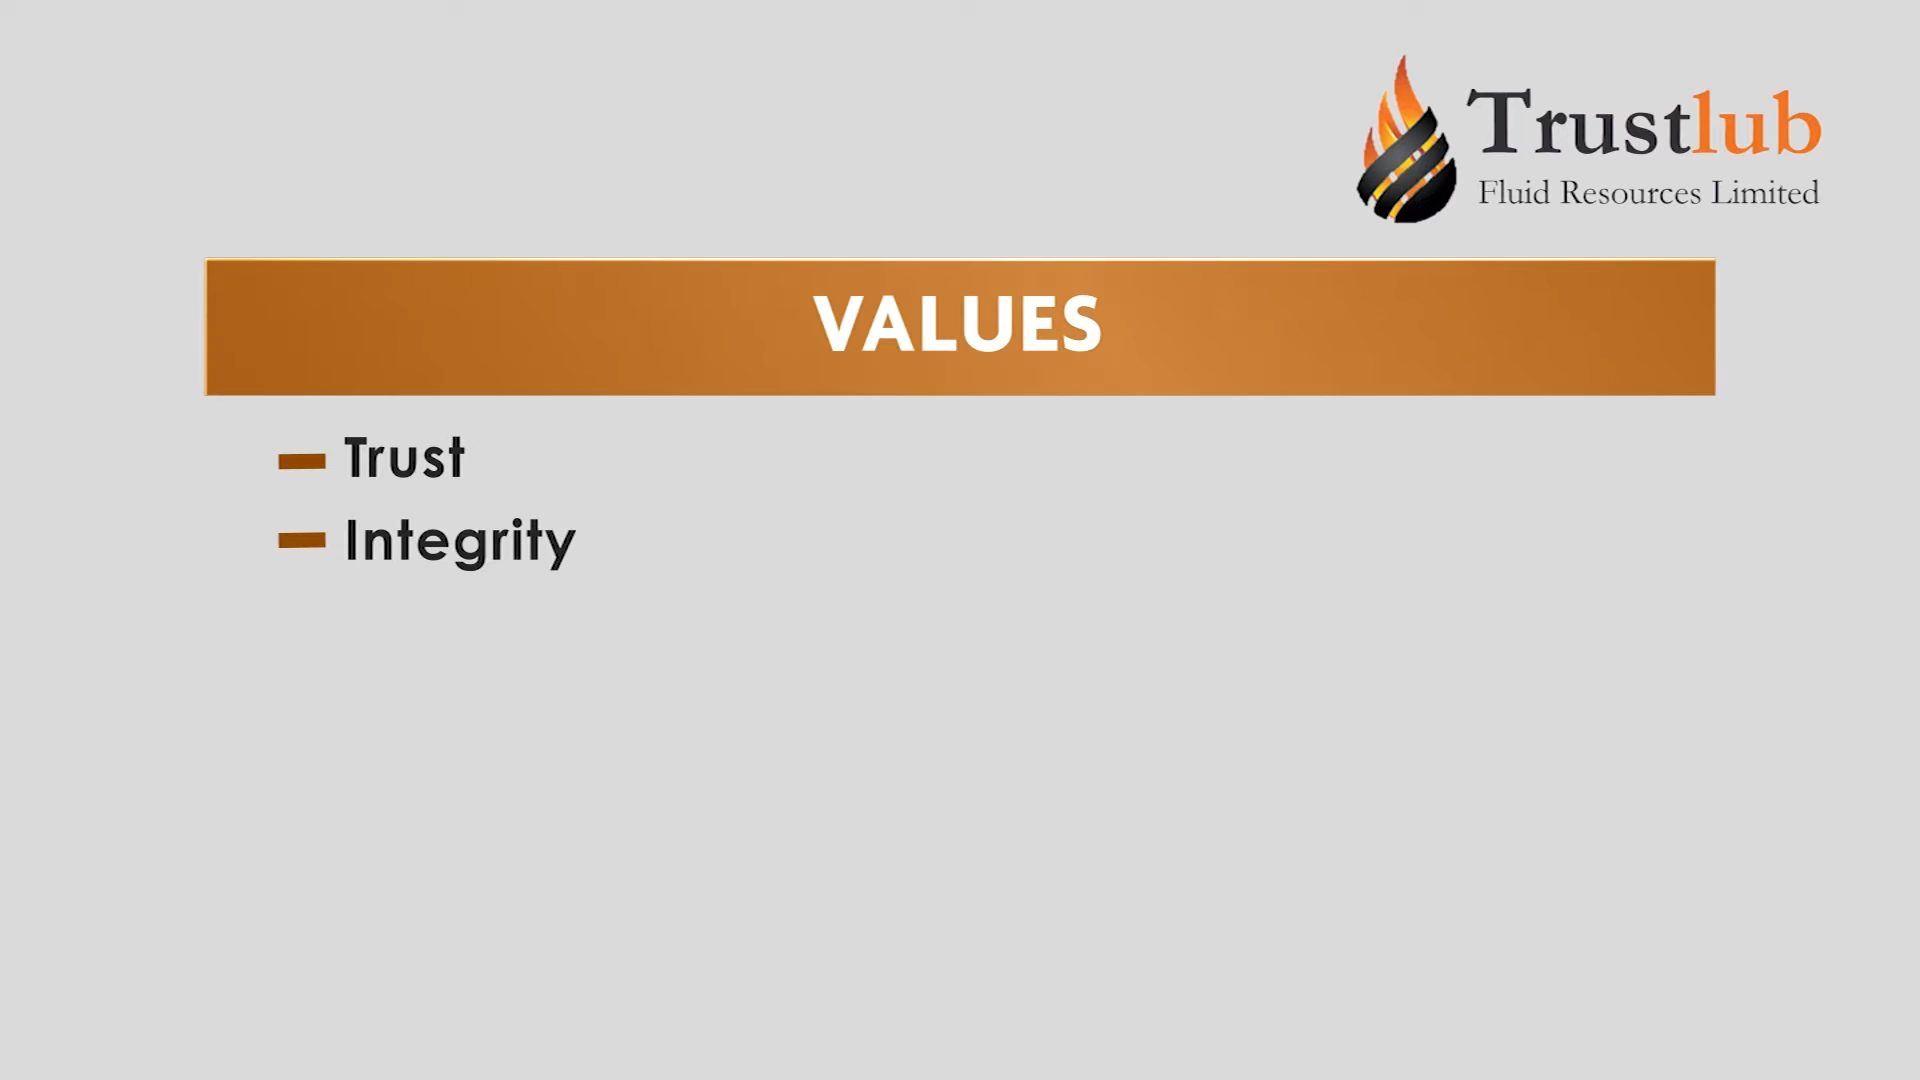 Trustlub
Fluid Resources Limited
VALUES
Trust
Integrity